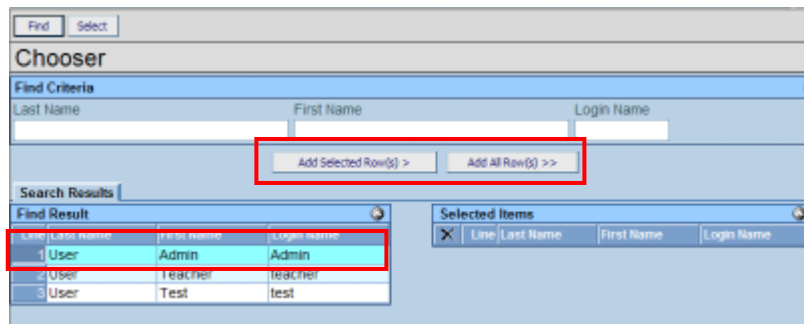 Find Select
Chooser
Find Criteria
Last Name First Name Login Name
Add Selected Row(s) > Add All Row(s) >>
Search Results
Find Result Selected Items
Line Last Name First Name Login Name X Line Last Name First Name Login Name
1 User Admin Admin
2 User Teacher teacher
3 User Test test